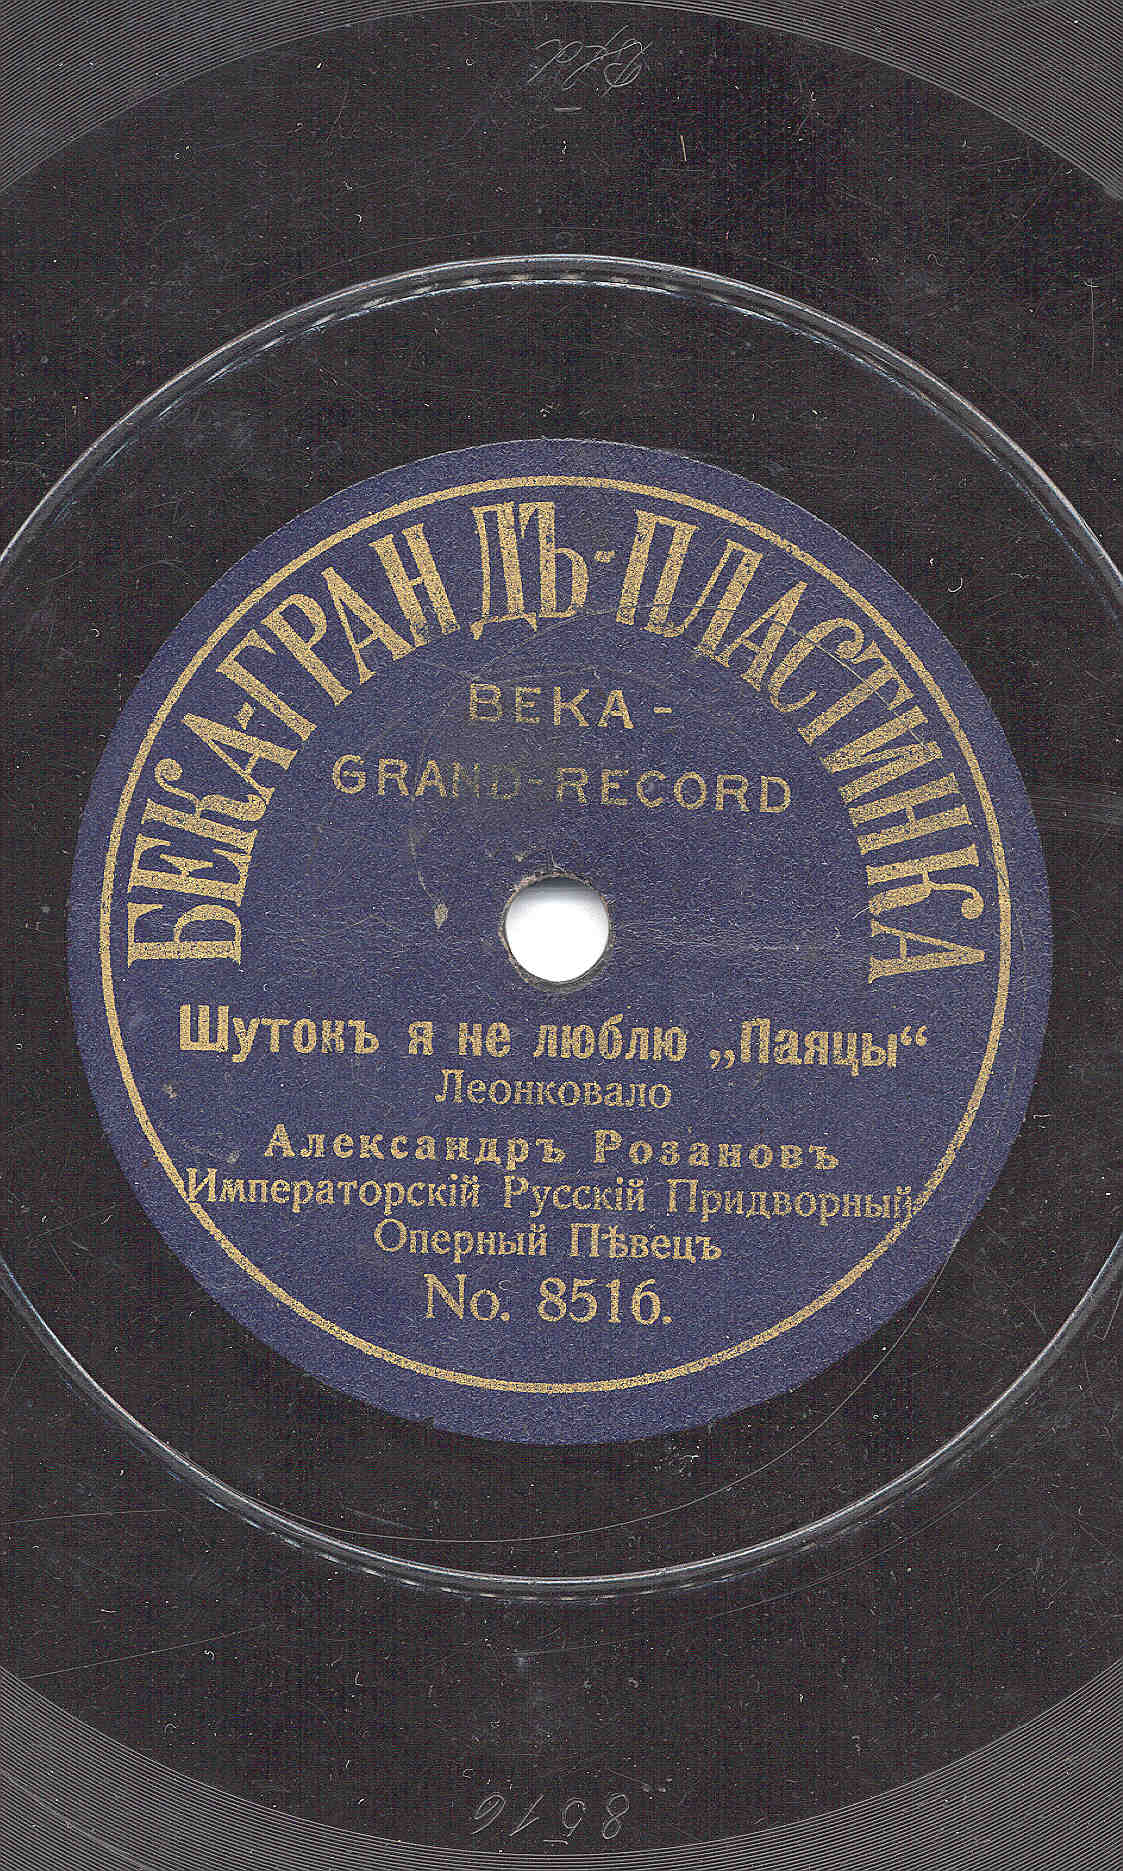 БЕКА-ГРАНДЪ-ПЛАСТИНКА
BEKA-
GRAND-RECORD
Шутокъ я не люблю „Паяцы“
Леонковало
Александръ Розановъ
Императорскій Русскій Придворный
Оперный Пѣвецъ
No. 8516.
8516